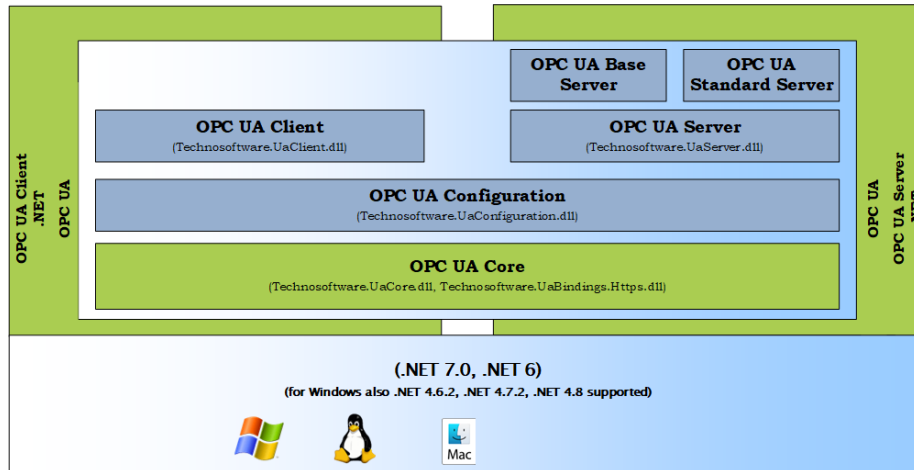 OPC UA Base
Server
OPC UA
Standard Server
OPC UA Client
(Technosoftware.UaClient.dll)
OPC UA Server
(Technosoftware.UaServer.dll)
OPC UA Configuration
(Technosoftware.UaConfiguration.dll)
OPC UA Core
(Technosoftware.UaCore.dll, Technosoftware.UaBindings.Https.dll)
OPC UA Client
.NET
OPC UA
OPC UA
OPC UA Server
.NET
(.NET 7.0, .NET 6)
(for Windows also .NET 4.6.2, .NET 4.7.2, .NET 4.8 supported)
Mac